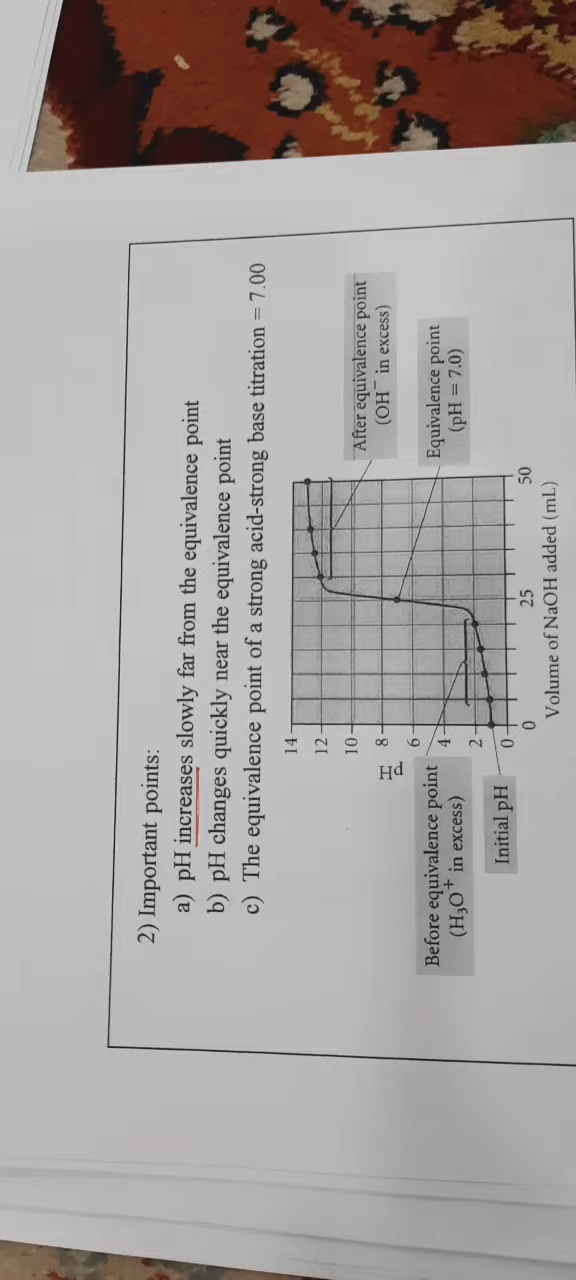 2) Important points:
a) pH increases slowly far from the equivalence point
b) pH changes quickly near the equivalence point
c) The equivalence point of a strong acid-strong base titration = 7.00
14
12
10
8
6
4
2
0
pH
0
25
50
Volume of NaOH added (mL)
After equivalence point
(OH⁻ in excess)
Equivalence point
(pH = 7.0)
Before equivalence point
(H₃O⁺ in excess)
Initial pH